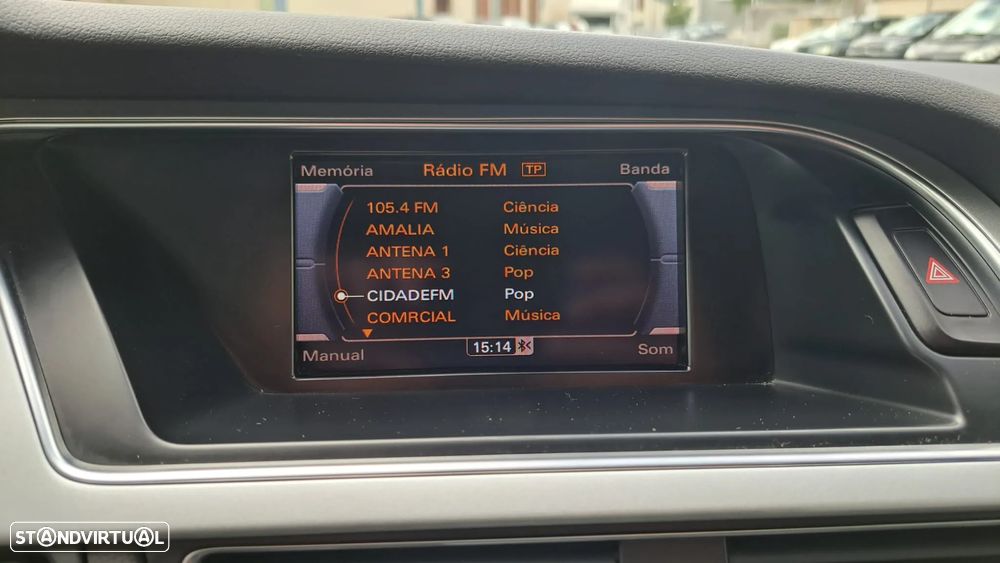 Memória Rádio FM TP Banda
105.4 FM Ciência
AMALIA Música
ANTENA 1 Ciência
ANTENA 3 Pop
CIDADEFM Pop
COMRCIAL Música
Manual 15:14 Som
STANDVIRTUAL